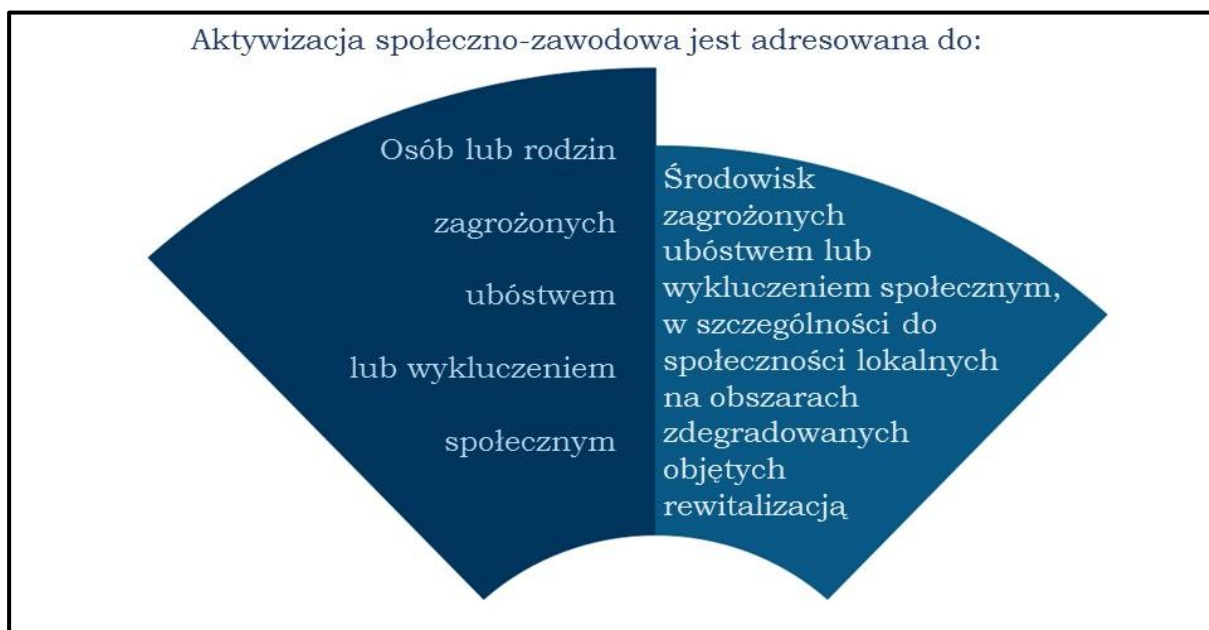 Aktywizacja społeczno-zawodowa jest adresowana do:
Osób lub rodzin
zagrożonych
ubóstwem
lub wykluczeniem
społecznym
Środowisk
zagrożonych
ubóstwem lub
wykluczeniem społecznym,
w szczególności do
społeczności lokalnych
na obszarach
zdegradowanych
objętych
rewitalizacją